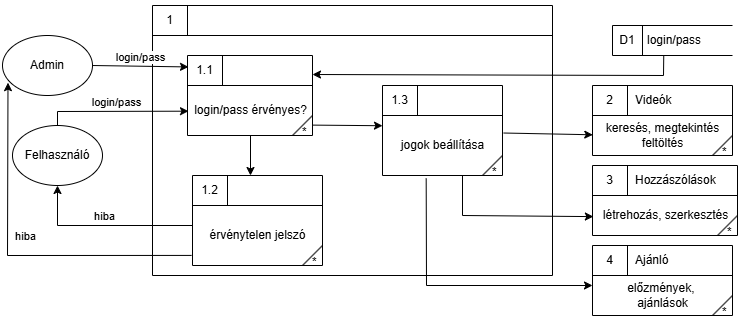 1
D1 login/pass
Admin
login/pass
1.1
login/pass érvényes?
*
login/pass
Felhasználó
1.3
jogok beállítása
*
2 Videók
keresés, megtekintés
feltöltés
*
1.2
érvénytelen jelszó
*
hiba
hiba
3 Hozzászólások
létrehozás, szerkesztés
*
4 Ajánló
előzmények,
ajánlások
*